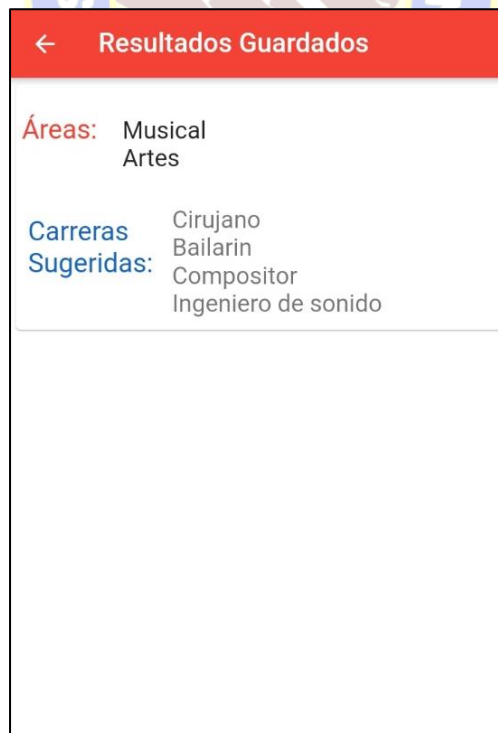 Resultados Guardados
Áreas:
Musical
Artes
Carreras
Sugeridas:
Cirujano
Bailarin
Compositor
Ingeniero de sonido